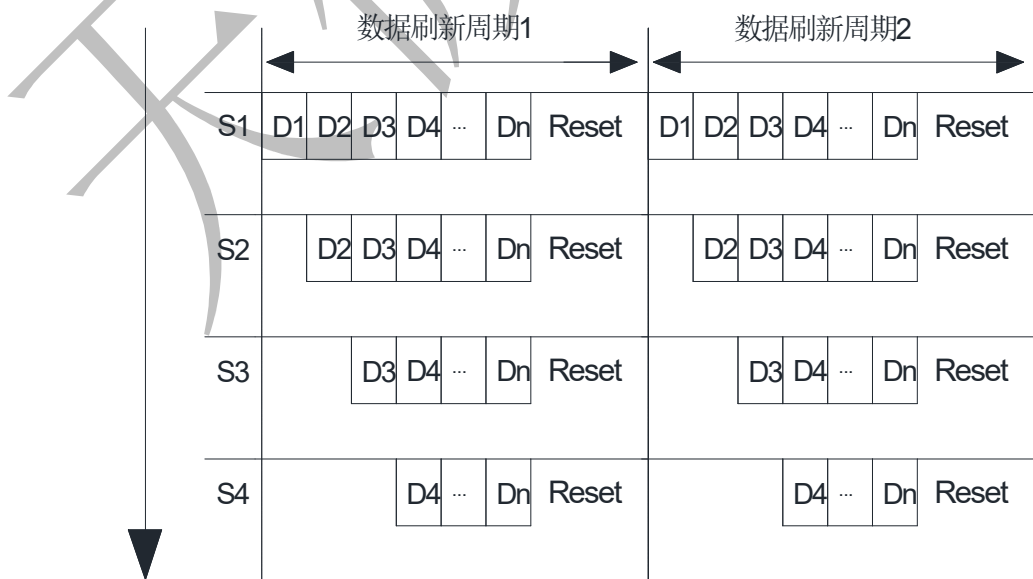 数据刷新周期1 数据刷新周期2
S1 D1 D2 D3 D4 ... Dn Reset D1 D2 D3 D4 ... Dn Reset
S2 D2 D3 D4 ... Dn Reset D2 D3 D4 ... Dn Reset
S3 D3 D4 ... Dn Reset D3 D4 ... Dn Reset
S4 D4 ... Dn Reset D4 ... Dn Reset